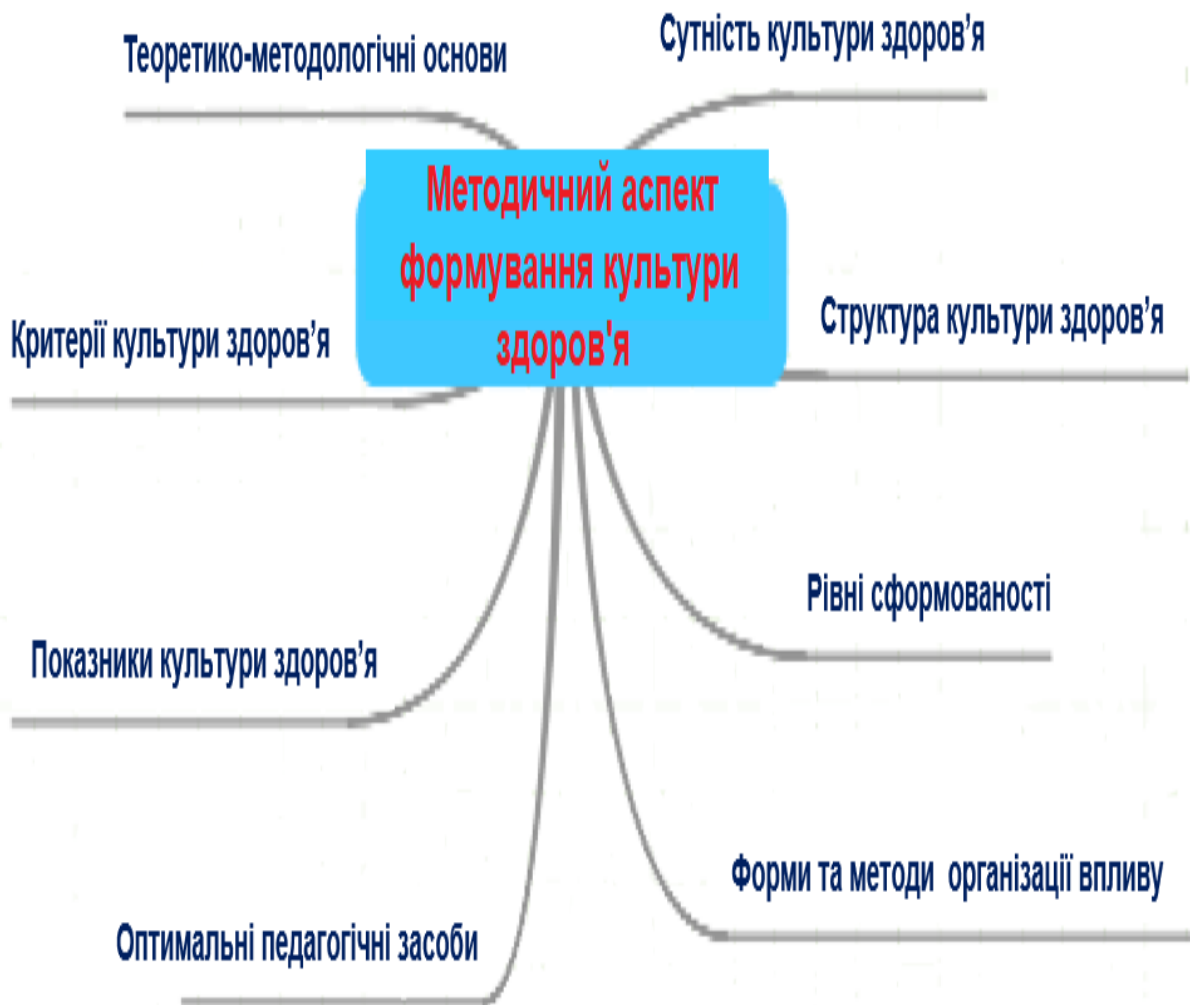 Теоретико-методологічні основи
Сутність культури здоров’я
Методичний аспект
формування культури
здоров'я
Критерії культури здоров’я
Структура культури здоров’я
Рівні сформованості
Показники культури здоров’я
Форми та методи  організації впливу
Оптимальні педагогічні засоби